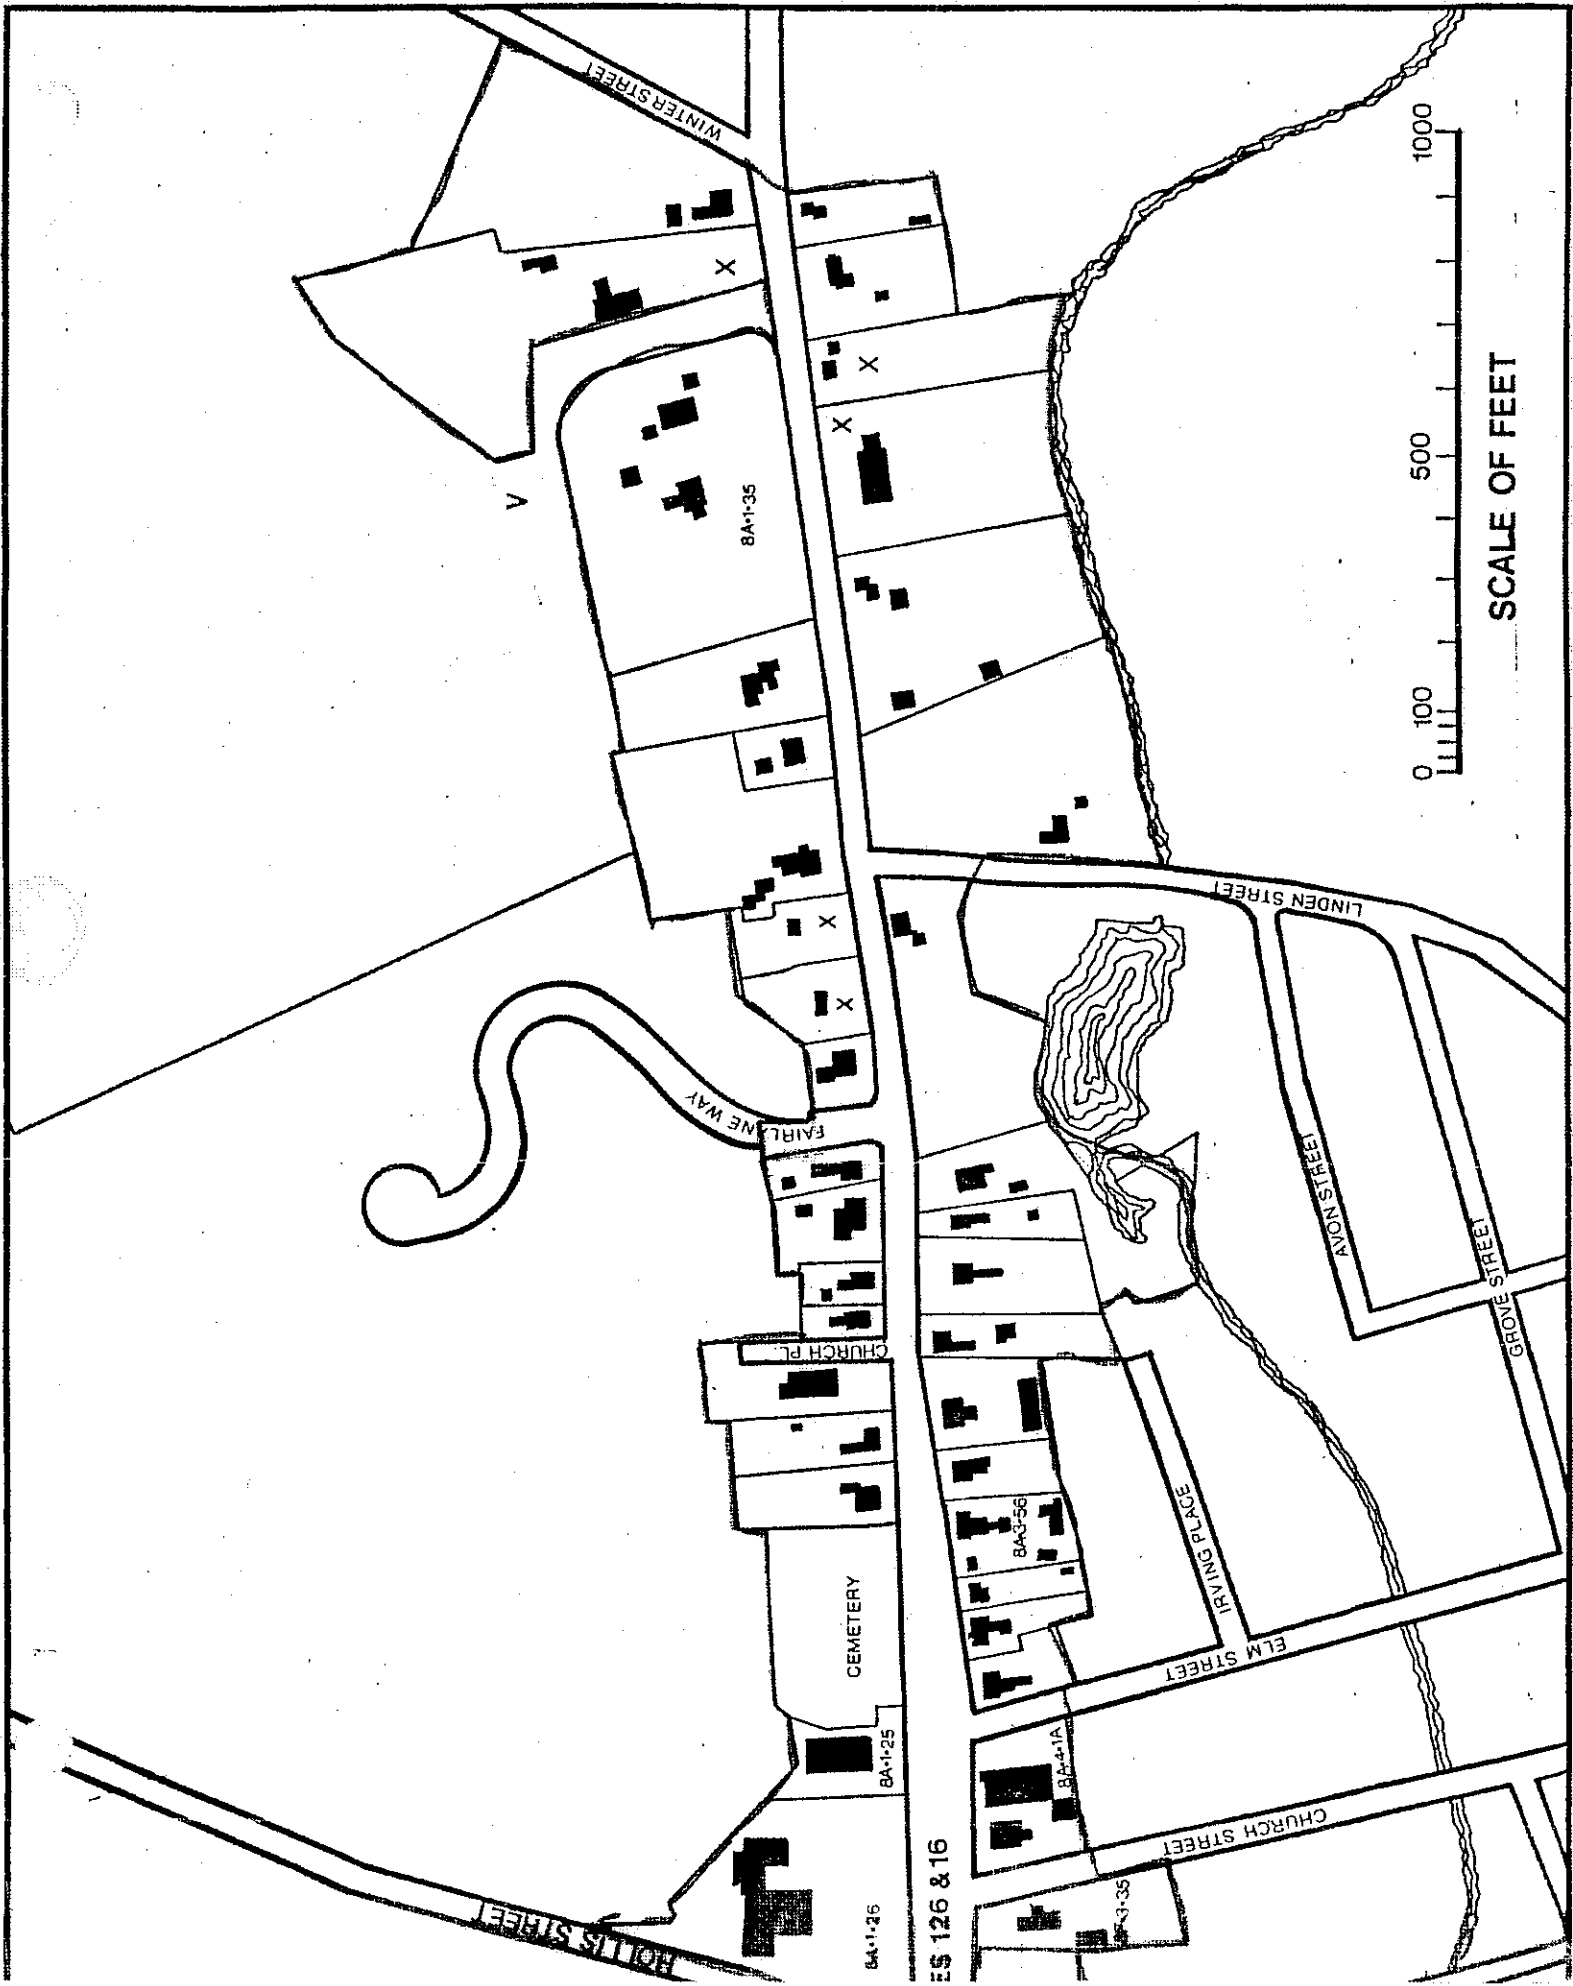 WINTER STREET
X
X
X
V
8A-1-35
1000
500
100
0
SCALE OF FEET
X
X
LINDEN STREET
FAIRLANE WAY
AVON STREET
GROVE STREET
CHURCH PL.
8A-3-56
IRVING PLACE
CEMETERY
ELM STREET
8A-1-25
8A-4-1A
CHURCH STREET
HOLLIS STREET
8A-1-26
ES 126 & 16